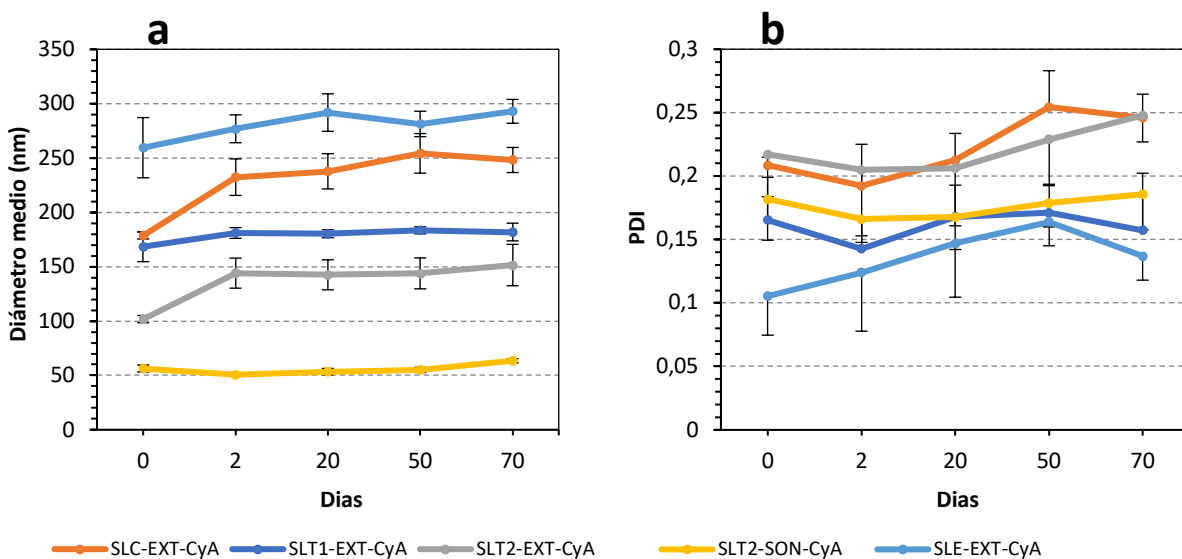 a
350
300
250
200
150
100
50
0
Diámetro medio (nm)
0 2 20 50 70
Dias
b
0,3
0,25
0,2
0,15
0,1
0,05
0
PDI
0 2 20 50 70
Dias
SLC-EXT-CyA SLT1-EXT-CyA SLT2-EXT-CyA SLT2-SON-CyA SLE-EXT-CyA